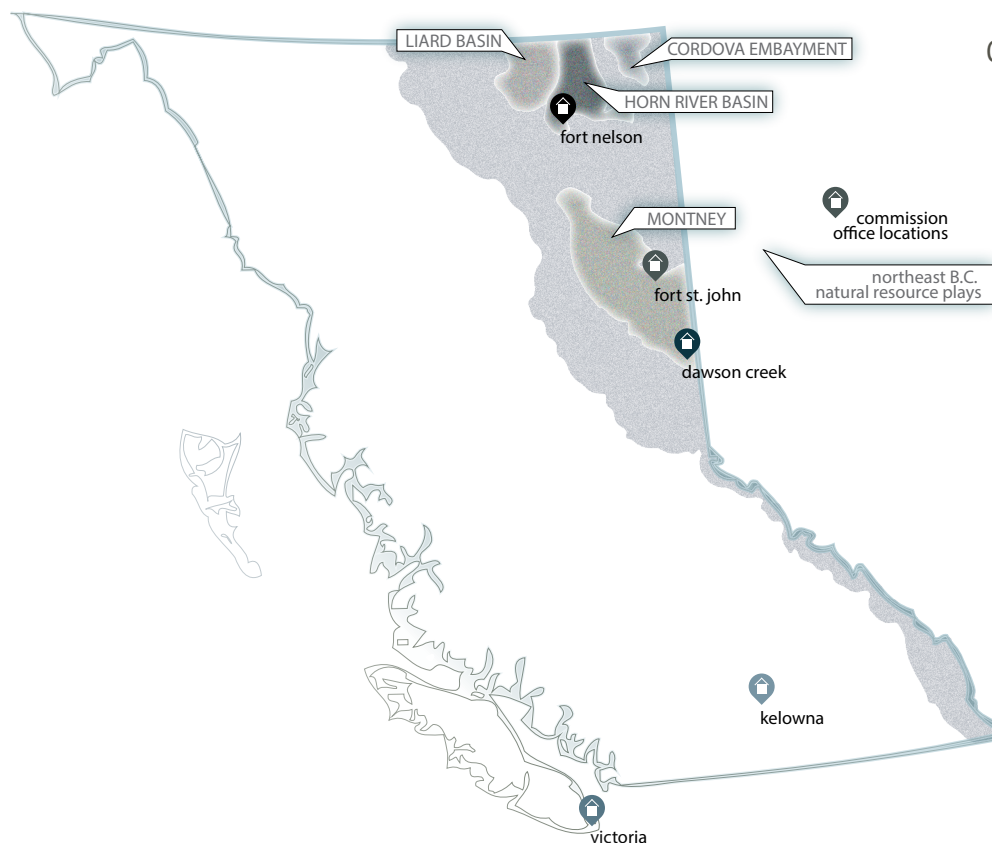 LIARD BASIN
CORDOVA EMBAYMENT
HORN RIVER BASIN
fort nelson
commission
office locations
MONTNEY
northeast B.C.
natural resource plays
fort st. john
dawson creek
kelowna
victoria